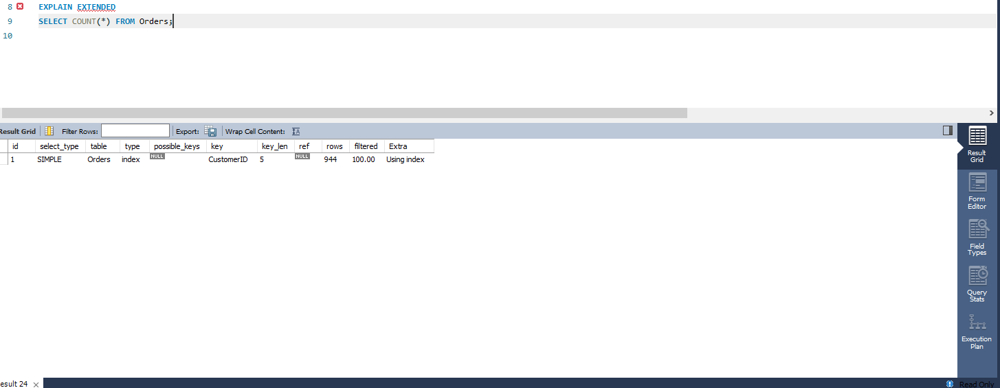 8 EXPLAIN EXTENDED
9 SELECT COUNT(*) FROM Orders;
10
Result Grid Filter Rows: Export: Wrap Cell Content:
id select_type table type possible_keys key key_len ref rows filtered Extra
1 SIMPLE Orders index NULL CustomerID 5 NULL 944 100.00 Using index
Result
Grid
Form
Editor
Field
Types
Query
Stats
Execution
Plan
esult 24
Read Only